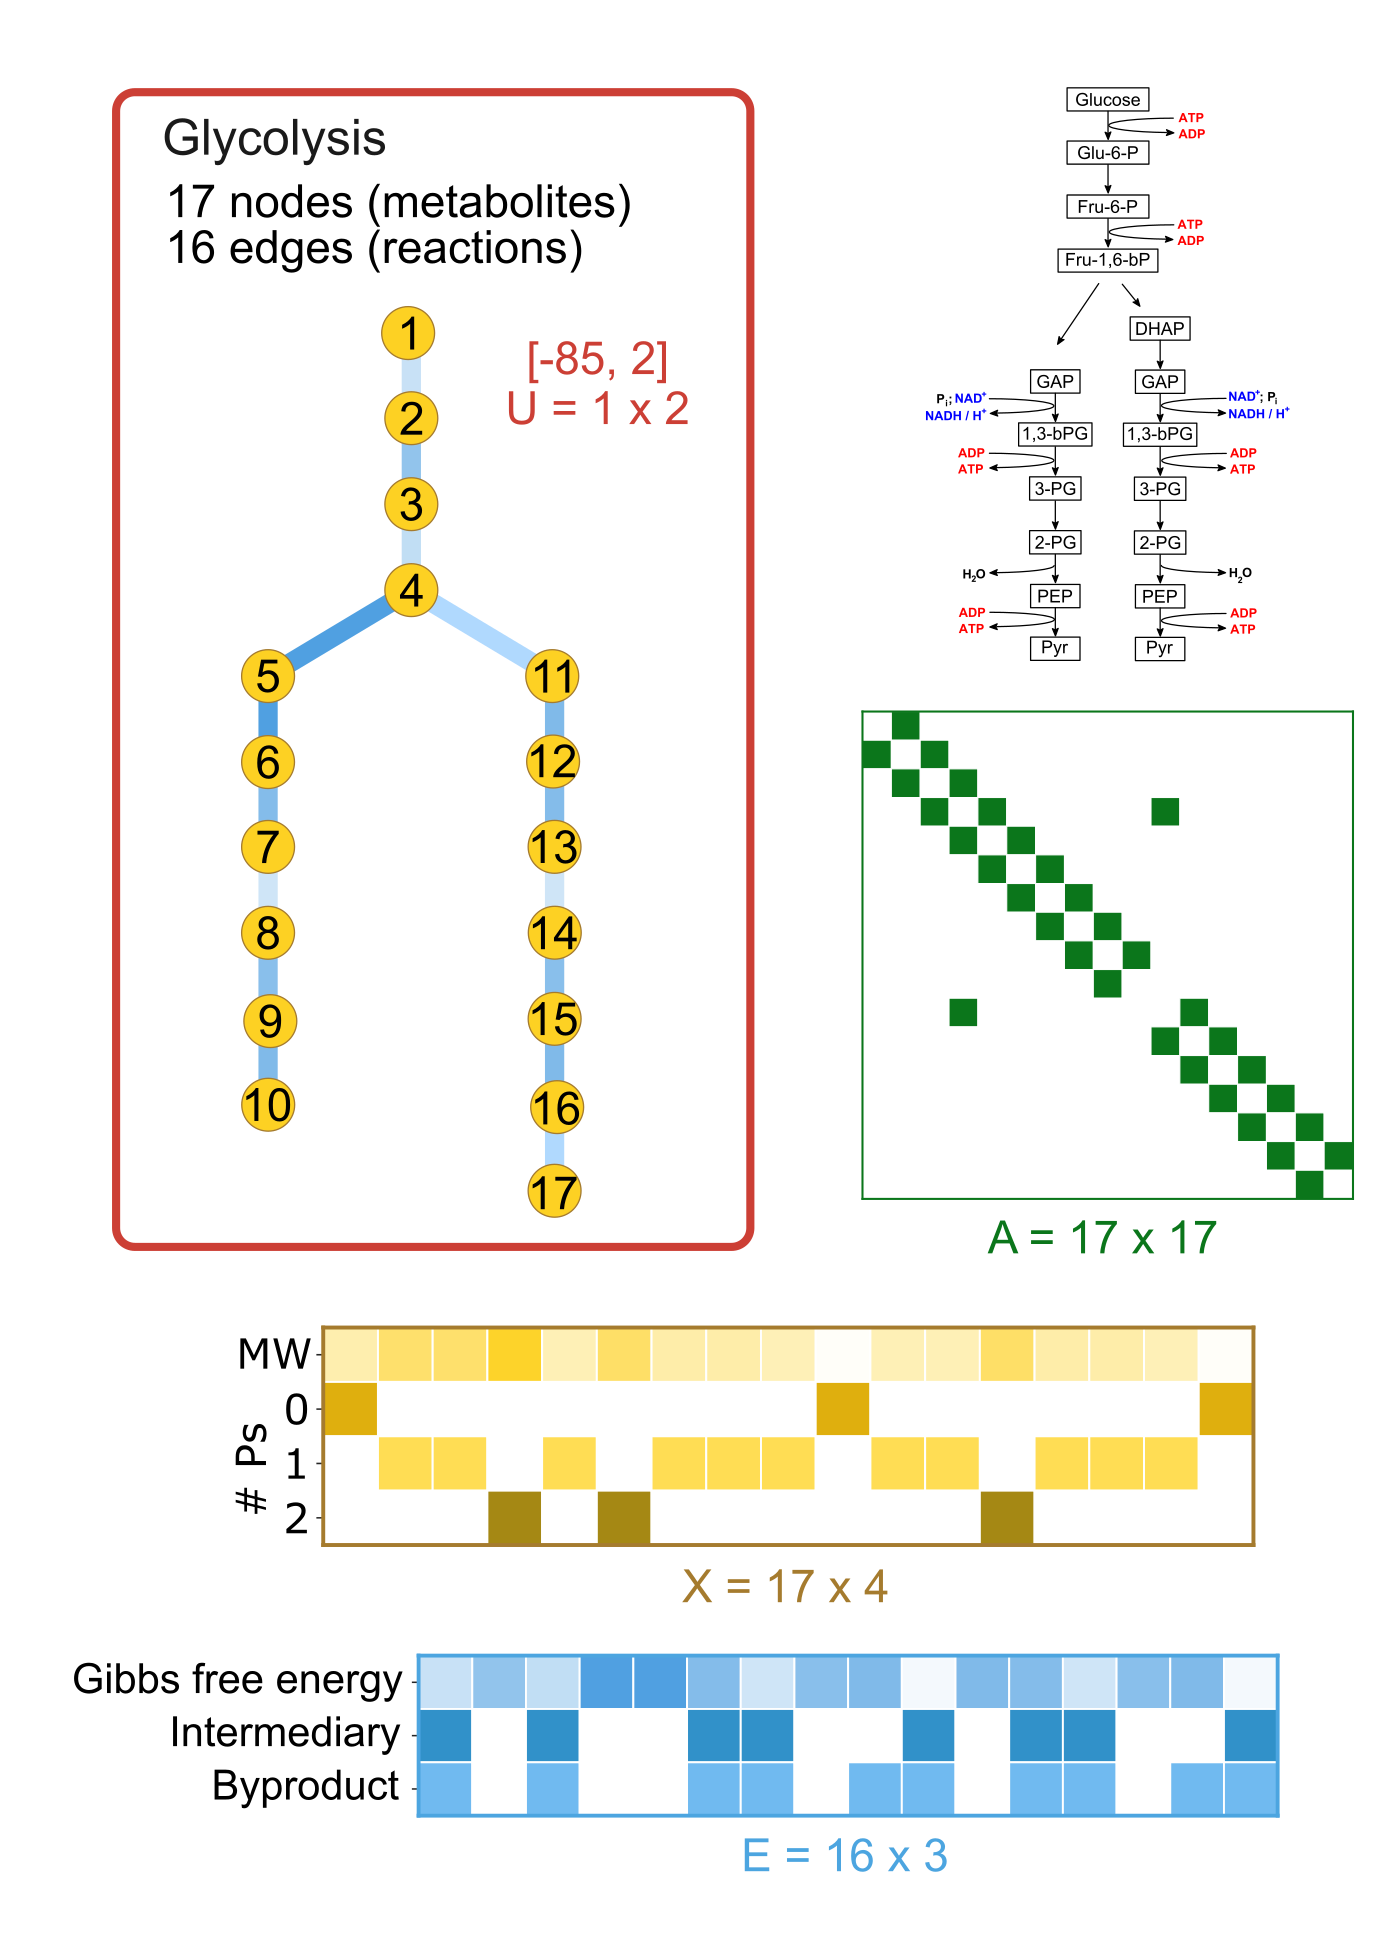 Glycolysis
17 nodes (metabolites)
16 edges (reactions)
[-85, 2]
U = 1 x 2
1
2
3
4
5
11
6
12
7
13
8
14
9
15
10
16
17
Glucose
ATP
ADP
Glu-6-P
Fru-6-P
ATP
ADP
Fru-1,6-bP
DHAP
GAP
GAP
Pi; NAD+
NAD+; Pi
NADH / H+
NADH / H+
1,3-bPG
1,3-bPG
ADP
ADP
ATP
ATP
3-PG
3-PG
2-PG
2-PG
H2O
H2O
PEP
PEP
ADP
ADP
ATP
ATP
Pyr
Pyr
A = 17 x 17
MW
0
1
2
# Ps
X = 17 x 4
Gibbs free energy
Intermediary
Byproduct
E = 16 x 3